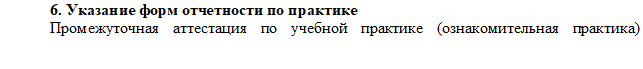 6. Указание форм отчетности по практике
Промежуточная аттестация по учебной практике (ознакомительная практика)